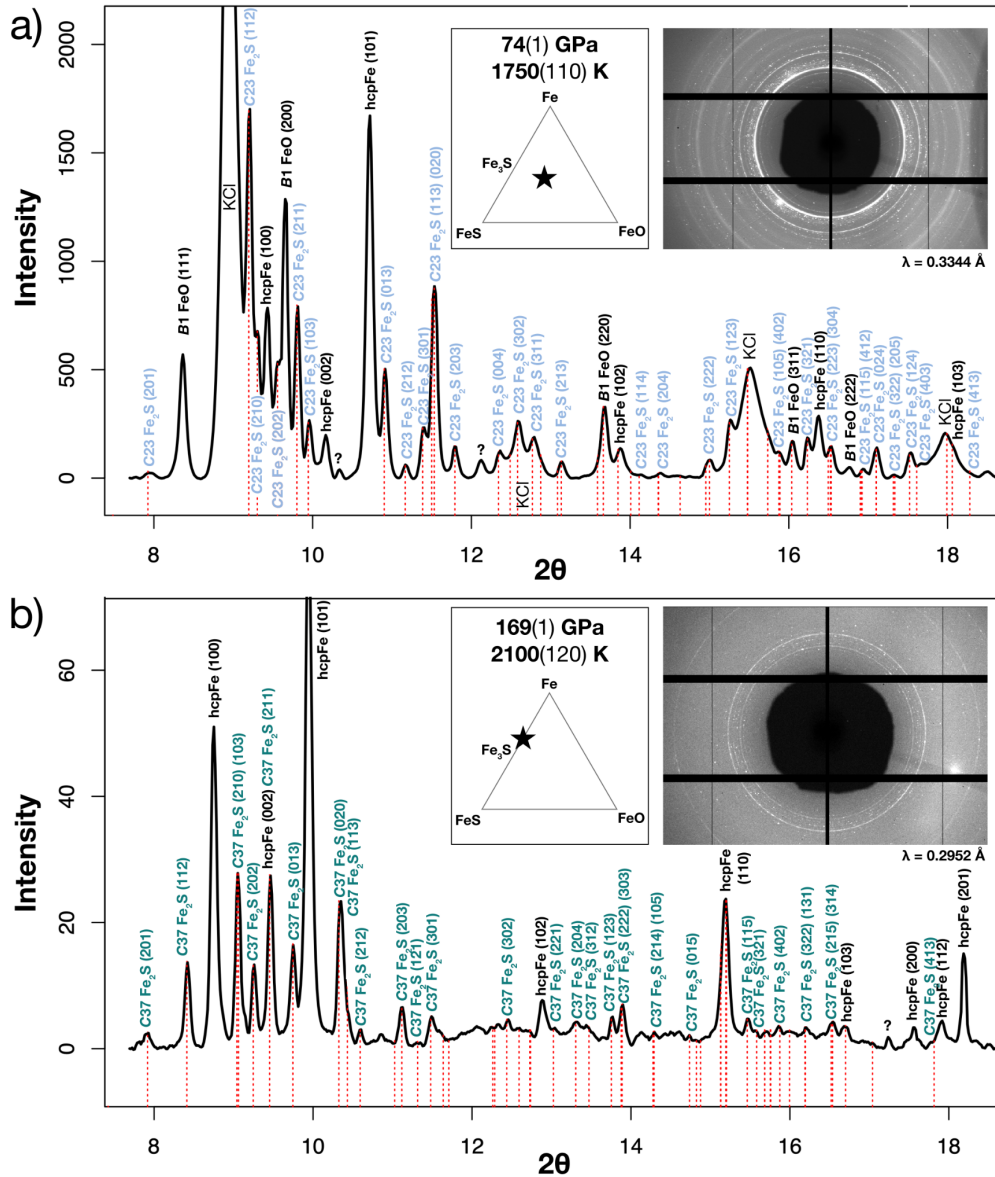 a)
74(1) GPa
1750(110) K
Fe
Fe3S
FeS
FeO
λ = 0.3344 Å
Intensity
2000
1500
1000
500
0
C23 Fe2S (201)
B1 FeO (111)
KCl
C23 Fe2S (112)
C23 Fe2S (210)
hcpFe (100)
C23 Fe2S (202)
B1 FeO (200)
C23 Fe2S (211)
C23 Fe2S (103)
hcpFe (002)
?
hcpFe (101)
C23 Fe2S (013)
C23 Fe2S (212)
C23 Fe2S (301)
C23 Fe2S (113) (020)
C23 Fe2S (203)
?
C23 Fe2S (004)
KCl
C23 Fe2S (302)
C23 Fe2S (311)
C23 Fe2S (213)
B1 FeO (220)
hcpFe (102)
C23 Fe2S (114)
C23 Fe2S (204)
C23 Fe2S (222)
C23 Fe2S (123)
KCl
C23 Fe2S (105) (402)
B1 FeO (311)
C23 Fe2S (321)
hcpFe (110)
C23 Fe2S (223) (304)
B1 FeO (222)
C23 Fe2S (115) (412)
C23 Fe2S (024)
C23 Fe2S (322) (205)
C23 Fe2S (124)
C23 Fe2S (403)
KCl
hcpFe (103)
C23 Fe2S (413)
8 10 12 14 16 18
2θ
b)
169(1) GPa
2100(120) K
Fe
Fe3S
FeS
FeO
λ = 0.2952 Å
Intensity
60
40
20
0
C37 Fe2S (201)
C37 Fe2S (112)
hcpFe (100)
C37 Fe2S (210) (103)
C37 Fe2S (202)
hcpFe (002) C37 Fe2S (211)
C37 Fe2S (013)
hcpFe (101)
C37 Fe2S (020)
C37 Fe2S (113)
C37 Fe2S (212)
C37 Fe2S (203)
C37 Fe2S (121)
C37 Fe2S (301)
C37 Fe2S (302)
hcpFe (102)
C37 Fe2S (221)
C37 Fe2S (204)
C37 Fe2S (312)
C37 Fe2S (123)
C37 Fe2S (222) (303)
C37 Fe2S (214) (105)
C37 Fe2S (015)
hcpFe
(110)
C37 Fe2S (115)
C37 Fe2S (321)
C37 Fe2S (402)
C37 Fe2S (322) (131)
C37 Fe2S (215) (314)
hcpFe (103)
?
hcpFe (200)
C37 Fe2S (413)
hcpFe (112)
hcpFe (201)
8 10 12 14 16 18
2θ